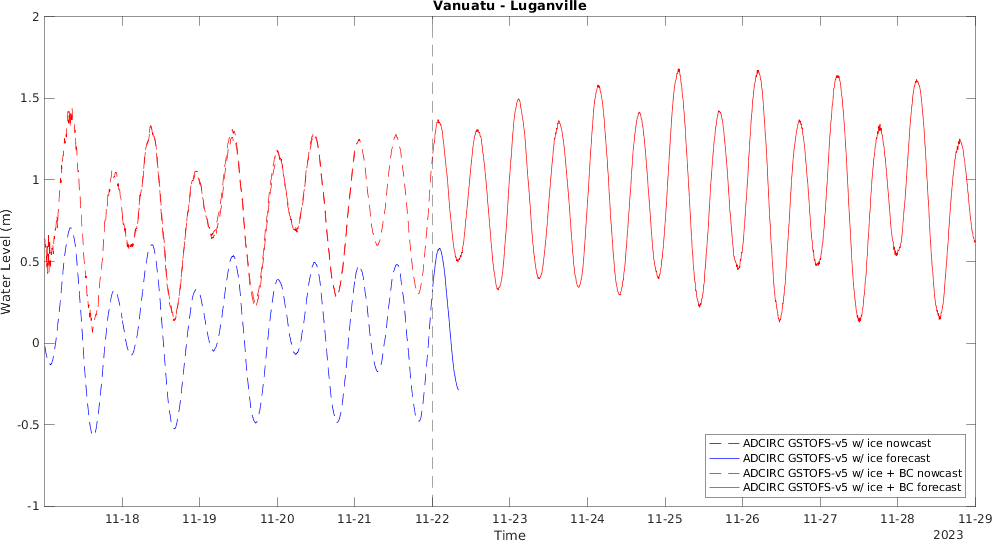 Vanuatu - Luganville
2
1.5
1
0.5
0
-0.5
-1
Water Level (m)
ADCIRC GSTOFS-v5 w/ ice nowcast
ADCIRC GSTOFS-v5 w/ ice forecast
ADCIRC GSTOFS-v5 w/ ice + BC nowcast
ADCIRC GSTOFS-v5 w/ ice + BC forecast
11-18 11-19 11-20 11-21 11-22 11-23 11-24 11-25 11-26 11-27 11-28 11-29
Time
2023